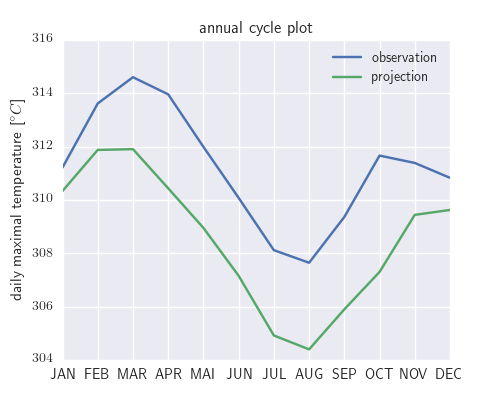 annual cycle plot
316
314
312
310
308
306
304
daily maximal temperature [°C]
observation
projection
JAN FEB MAR APR MAI JUN JUL AUG SEP OCT NOV DEC